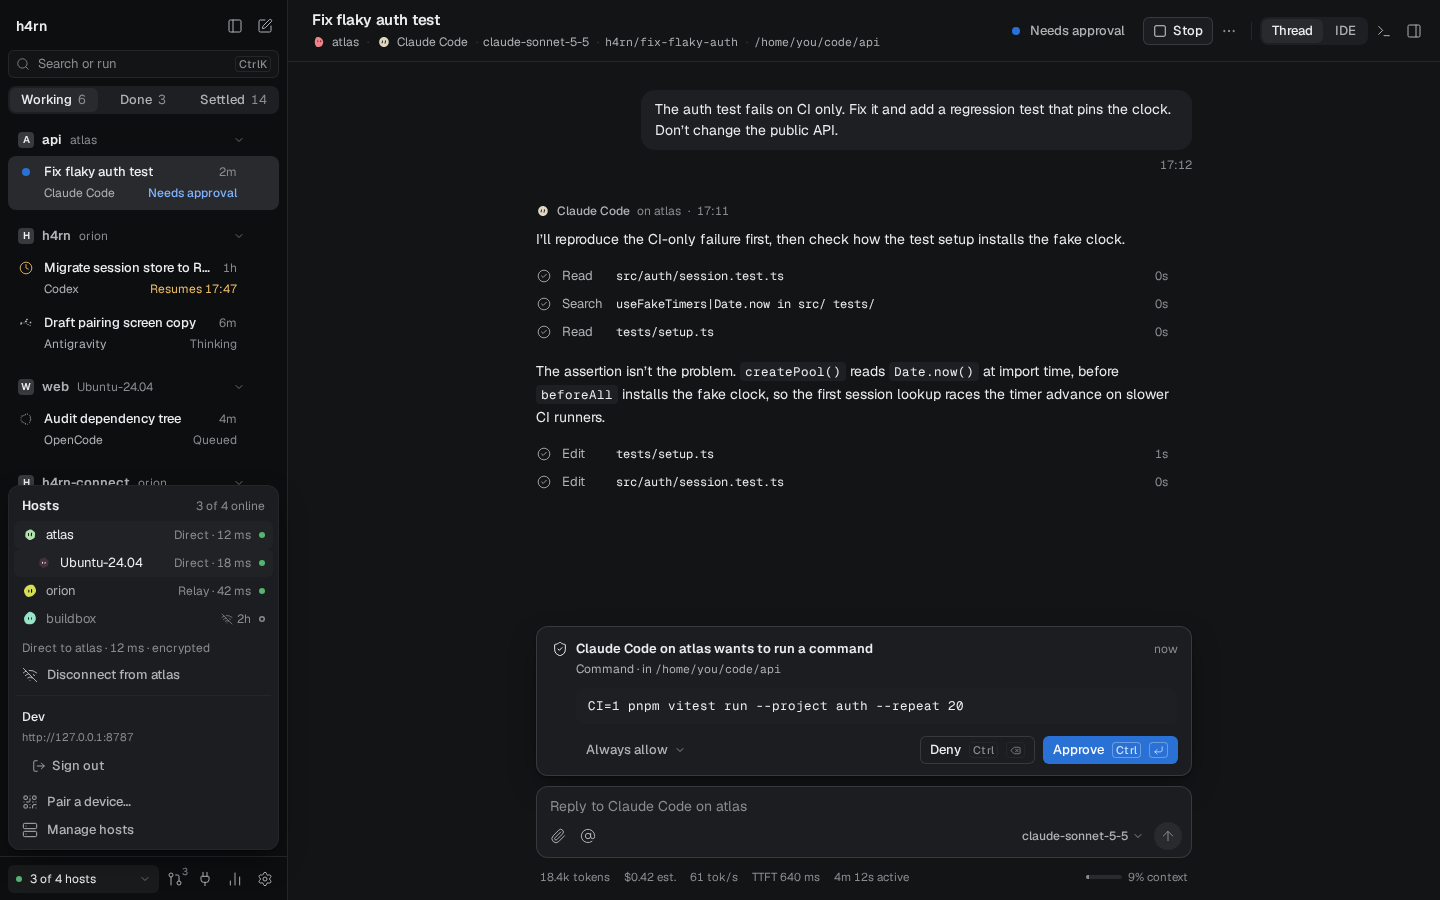 h4rn
Search or run CtrlK
Working 6 Done 3 Settled 14
A api atlas
Fix flaky auth test 2m
Claude Code Needs approval
H h4rn orion
Migrate session store to R... 1h
Codex Resumes 17:47
Draft pairing screen copy 6m
Antigravity Thinking
W web Ubuntu-24.04
Audit dependency tree 4m
OpenCode Queued
H h4rn-connect orion
Hosts 3 of 4 online
atlas Direct · 12 ms
Ubuntu-24.04 Direct · 18 ms
orion Relay · 42 ms
buildbox 2h
Direct to atlas · 12 ms · encrypted
Disconnect from atlas
Dev
http://127.0.0.1:8787
Sign out
Pair a device...
Manage hosts
3 of 4 hosts 3
Fix flaky auth test
atlas · Claude Code · claude-sonnet-5-5 · h4rn/fix-flaky-auth · /home/you/code/api
Needs approval Stop Thread IDE
The auth test fails on CI only. Fix it and add a regression test that pins the clock.
Don't change the public API.
17:12
Claude Code on atlas · 17:11
I'll reproduce the CI-only failure first, then check how the test setup installs the fake clock.
Read src/auth/session.test.ts 0s
Search useFakeTimers|Date.now in src/ tests/ 0s
Read tests/setup.ts 0s
The assertion isn't the problem. createPool() reads Date.now() at import time, before
beforeAll installs the fake clock, so the first session lookup races the timer advance on slower
CI runners.
Edit tests/setup.ts 1s
Edit src/auth/session.test.ts 0s
Claude Code on atlas wants to run a command now
Command · in /home/you/code/api
CI=1 pnpm vitest run --project auth --repeat 20
Always allow Deny Ctrl Approve Ctrl
Reply to Claude Code on atlas
claude-sonnet-5-5
18.4k tokens $0.42 est. 61 tok/s TTFT 640 ms 4m 12s active 9% context